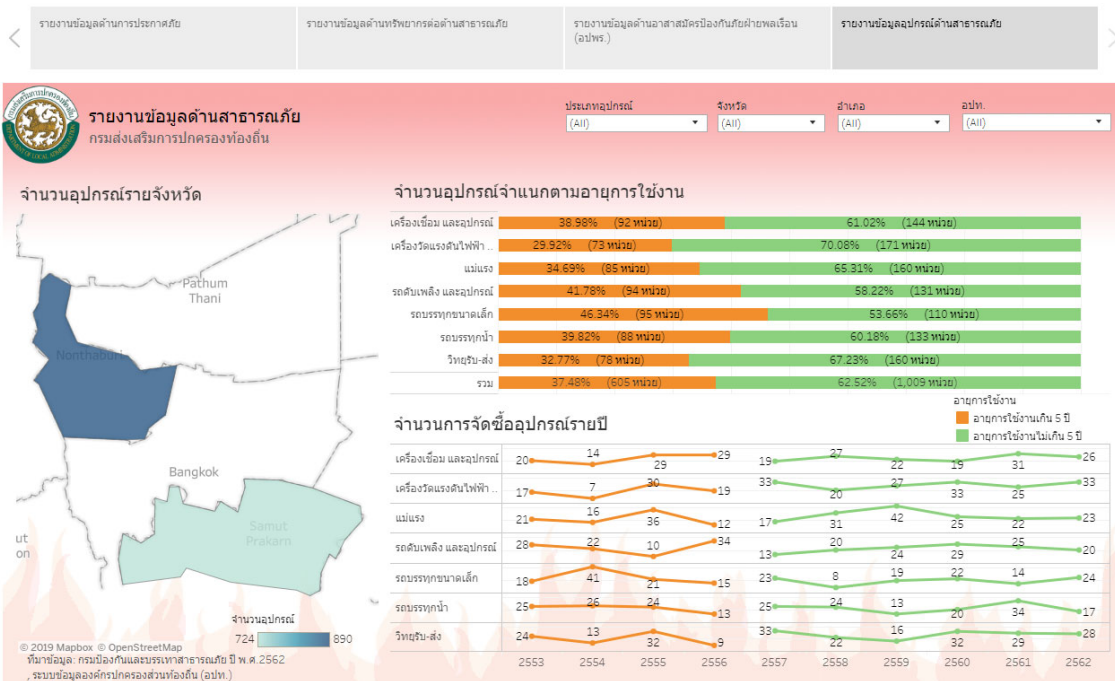 รายงานข้อมูลด้านการประกาศภัย
รายงานข้อมูลด้านทรัพยากรต่อด้านสาธารณภัย
รายงานข้อมูลด้านอาสาสมัครป้องกันภัยฝ่ายพลเรือน
(อปพร.)
รายงานข้อมูลอุปกรณ์ด้านสาธารณภัย
รายงานข้อมูลด้านสาธารณภัย
กรมส่งเสริมการปกครองท้องถิ่น
ประเภทอุปกรณ์ จังหวัด อำเภอ อปท.
(All) (All) (All) (All)
จำนวนอุปกรณ์รายจังหวัด
Pathum
Thani
Nonthaburi
Bangkok
Samut
Prakarn
ut
on
จำนวนอุปกรณ์
724 890
© 2019 Mapbox © OpenStreetMap
ที่มาข้อมูล: กรมป้องกันและบรรเทาสาธารณภัย ปี พ.ศ.2562
, ระบบข้อมูลองค์กรปกครองส่วนท้องถิ่น (อปท.)
จำนวนอุปกรณ์จำแนกตามอายุการใช้งาน
เครื่องเชื่อม และอุปกรณ์ 38.98% (92 หน่วย) 61.02% (144 หน่วย)
เครื่องวัดแรงดันไฟฟ้า .. 29.92% (73 หน่วย) 70.08% (171 หน่วย)
แม่แรง 34.69% (85 หน่วย) 65.31% (160 หน่วย)
รถดับเพลิง และอุปกรณ์ 41.78% (94 หน่วย) 58.22% (131 หน่วย)
รถบรรทุกขนาดเล็ก 46.34% (95 หน่วย) 53.66% (110 หน่วย)
รถบรรทุกน้ำ 39.82% (88 หน่วย) 60.18% (133 หน่วย)
วิทยุรับ-ส่ง 32.77% (78 หน่วย) 67.23% (160 หน่วย)
รวม 37.48% (605 หน่วย) 62.52% (1,009 หน่วย)
อายุการใช้งาน
อายุการใช้งานเกิน 5 ปี
อายุการใช้งานไม่เกิน 5 ปี
จำนวนการจัดซื้ออุปกรณ์รายปี
เครื่องเชื่อม และอุปกรณ์ 20 14 29 29 19 27 22 19 31 26
เครื่องวัดแรงดันไฟฟ้า .. 17 7 30 19 33 20 27 33 25 33
แม่แรง 21 16 36 12 17 31 42 25 22 23
รถดับเพลิง และอุปกรณ์ 28 22 10 34 13 20 24 29 25 20
รถบรรทุกขนาดเล็ก 18 41 21 15 23 8 19 22 14 24
รถบรรทุกน้ำ 25 26 24 13 25 24 13 20 34 17
วิทยุรับ-ส่ง 24 13 32 9 33 22 16 32 29 28
2553 2554 2555 2556 2557 2558 2559 2560 2561 2562